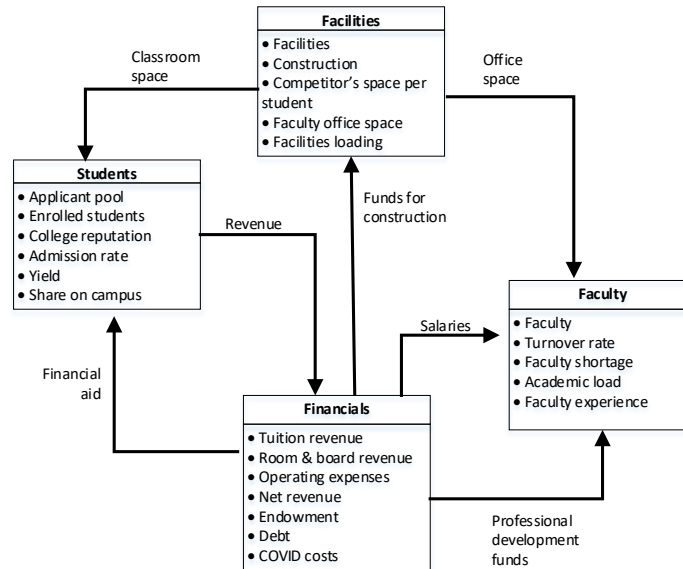 Facilities
• Facilities
• Construction
• Competitor's space per
student
• Faculty office space
• Facilities loading
Classroom
space
Office
space
Students
• Applicant pool
• Enrolled students
• College reputation
• Admission rate
• Yield
• Share on campus
Revenue
Funds for
construction
Faculty
• Faculty
• Turnover rate
• Faculty shortage
• Academic load
• Faculty experience
Salaries
Financial
aid
Financials
• Tuition revenue
• Room & board revenue
• Operating expenses
• Net revenue
• Endowment
• Debt
• COVID costs
Professional
development
funds